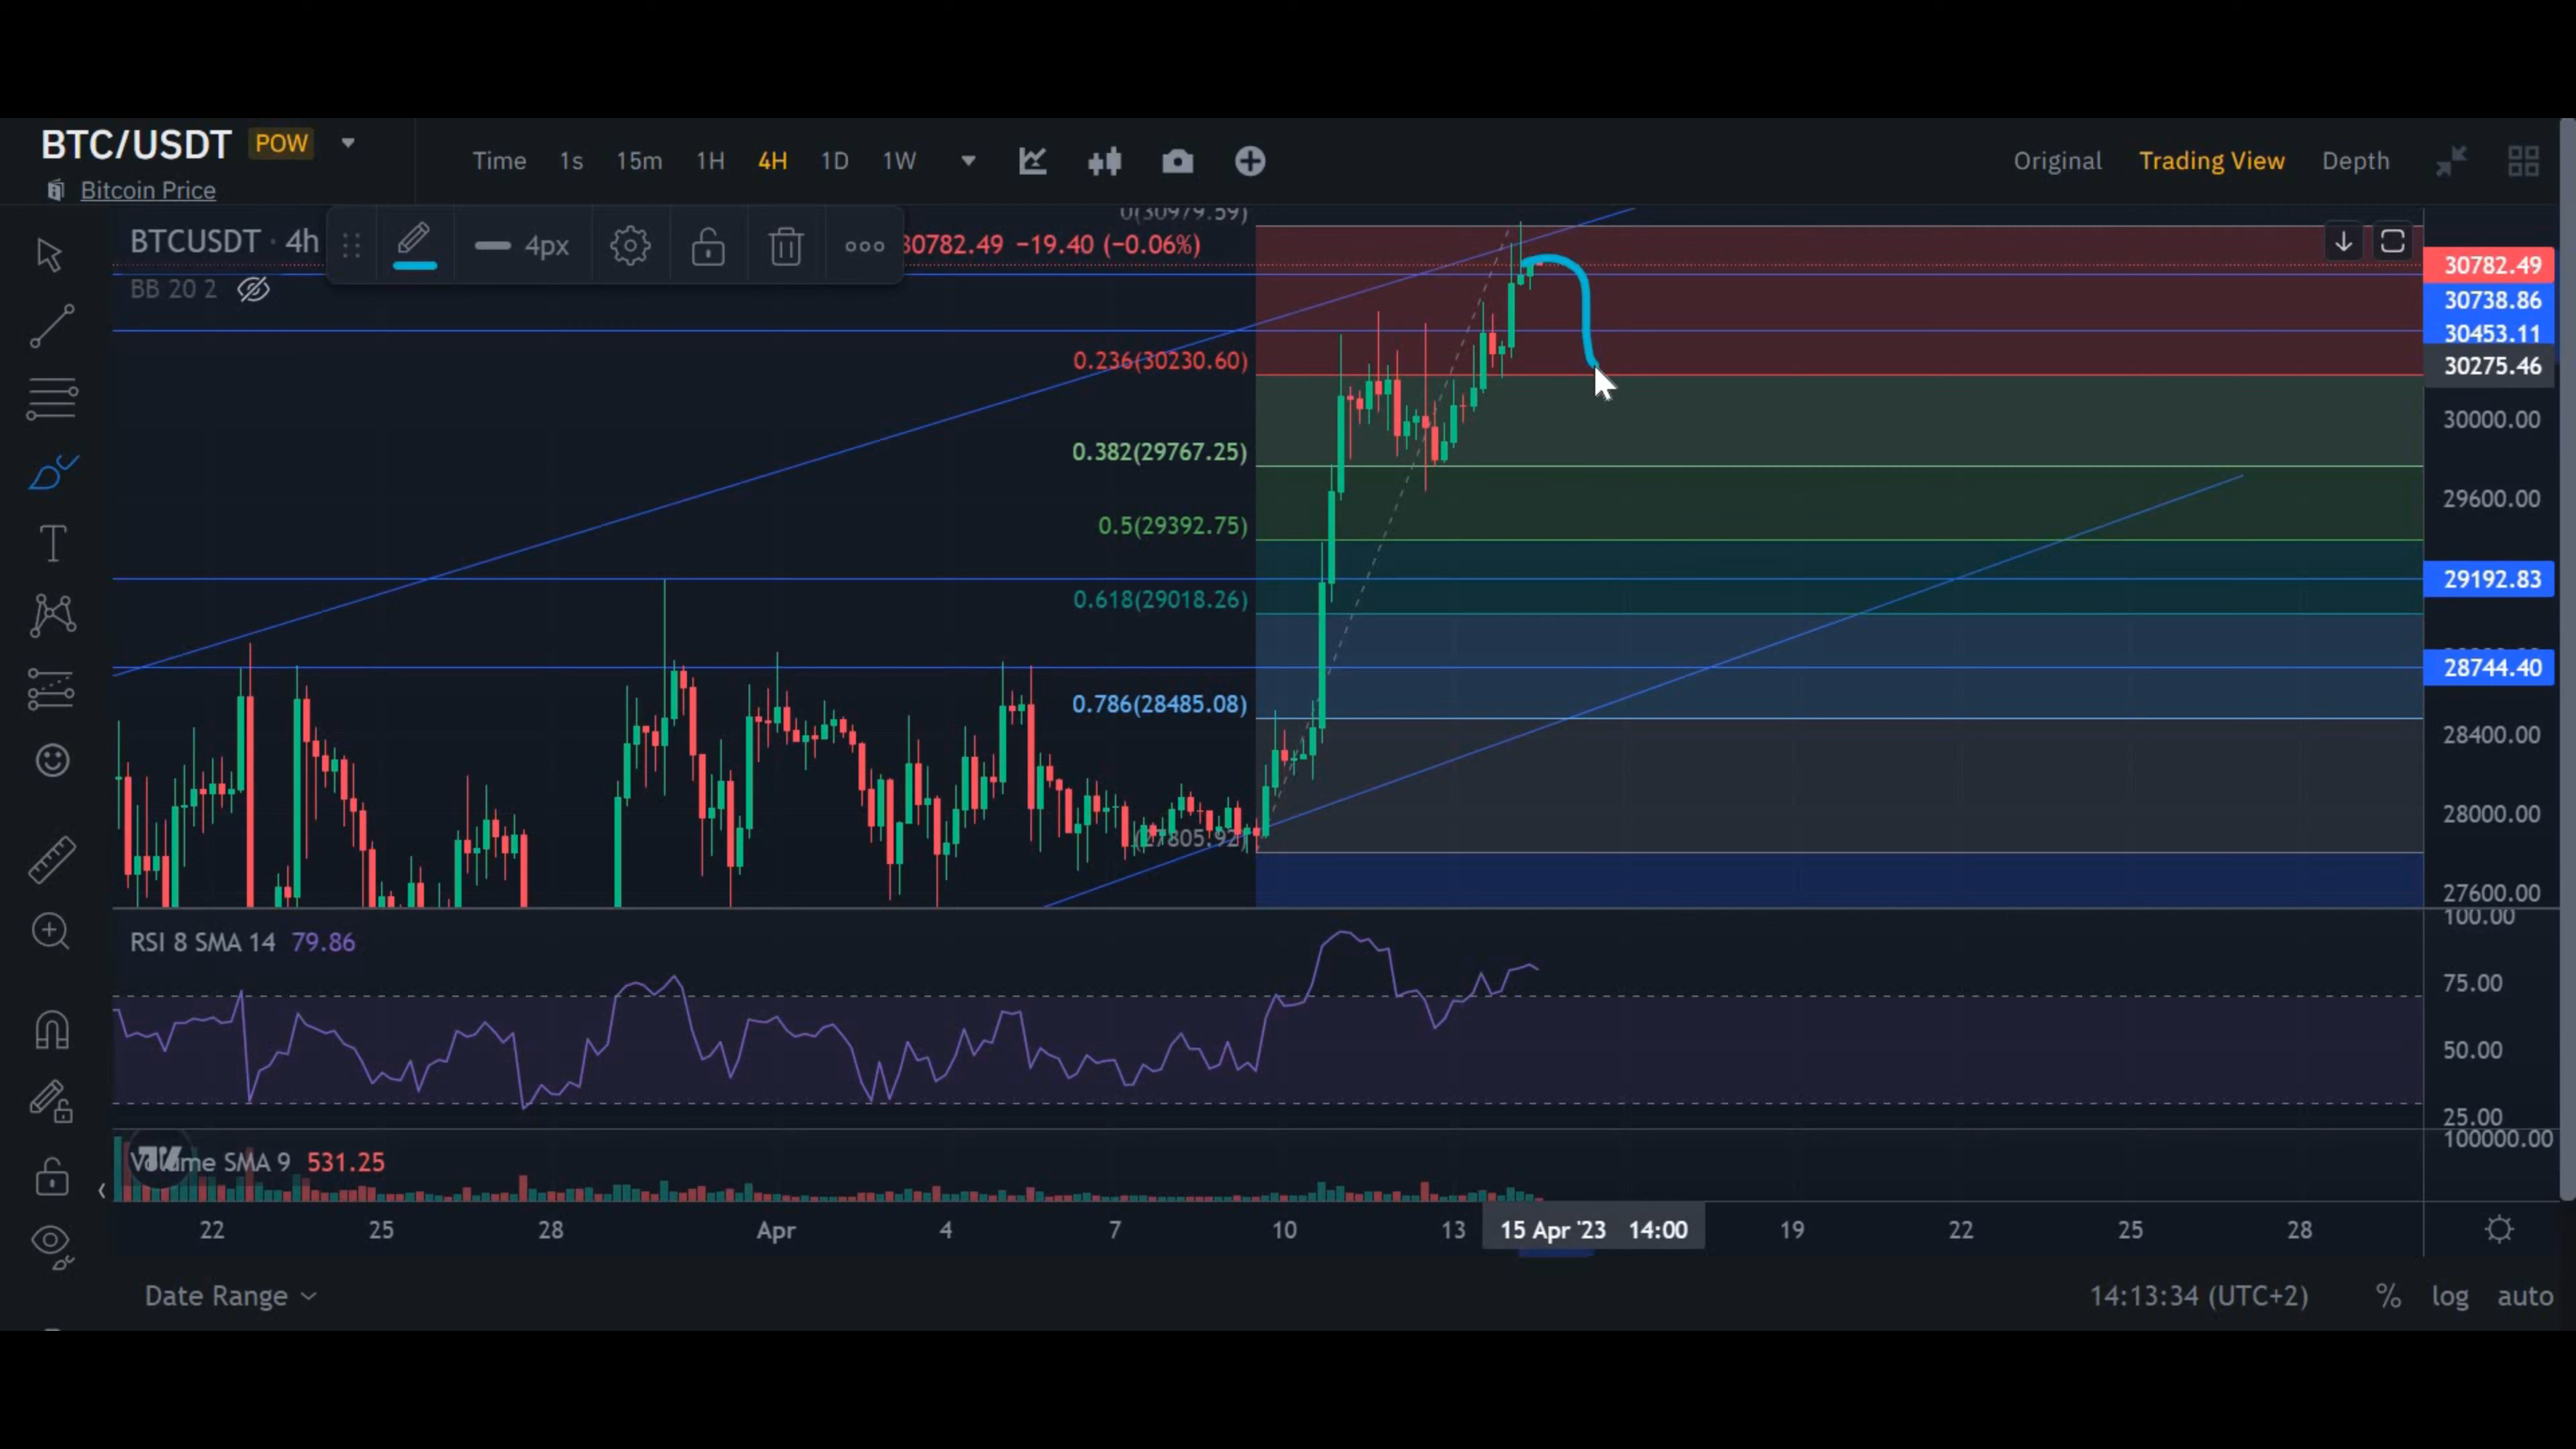 BTC/USDT POW
Bitcoin Price
Time 1s 15m 1H 4H 1D 1W
Original Trading View Depth
BTCUSDT · 4h
4px
30782.49 −19.40 (−0.06%)
BB 20 2
0(30979.59)
0.236(30230.60)
0.382(29767.25)
0.5(29392.75)
0.618(29018.26)
0.786(28485.08)
(27805.92)
30782.49
30738.86
30453.11
30275.46
30000.00
29600.00
29192.83
28744.40
28400.00
28000.00
27600.00
RSI 8 SMA 14 79.86
100.00
75.00
50.00
25.00
Volume SMA 9 531.25
100000.00
22 25 28 Apr 4 7 10 13 15 Apr '23 14:00 19 22 25 28
Date Range
14:13:34 (UTC+2) % log auto